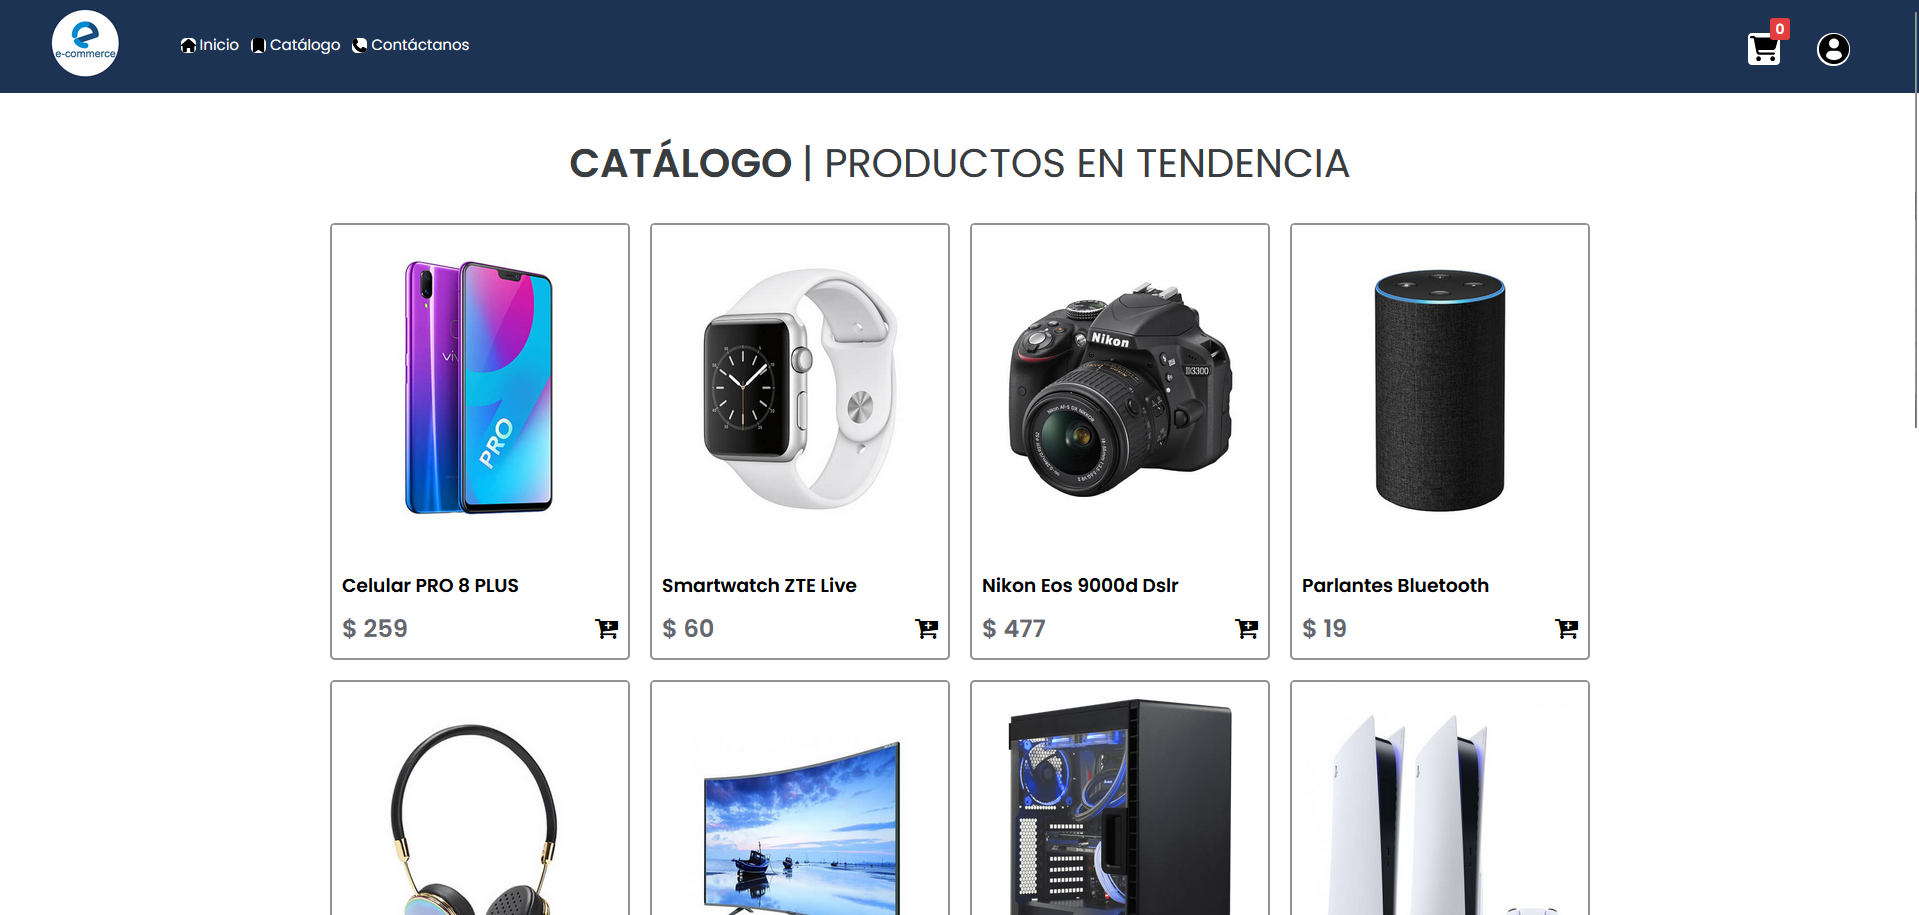 e-commerce
Inicio
Catálogo
Contáctanos
0
CATÁLOGO | PRODUCTOS EN TENDENCIA
PRO
Nikon
D3300
Celular PRO 8 PLUS
$ 259
Smartwatch ZTE Live
$ 60
Nikon Eos 9000d Dslr
$ 477
Parlantes Bluetooth
$ 19